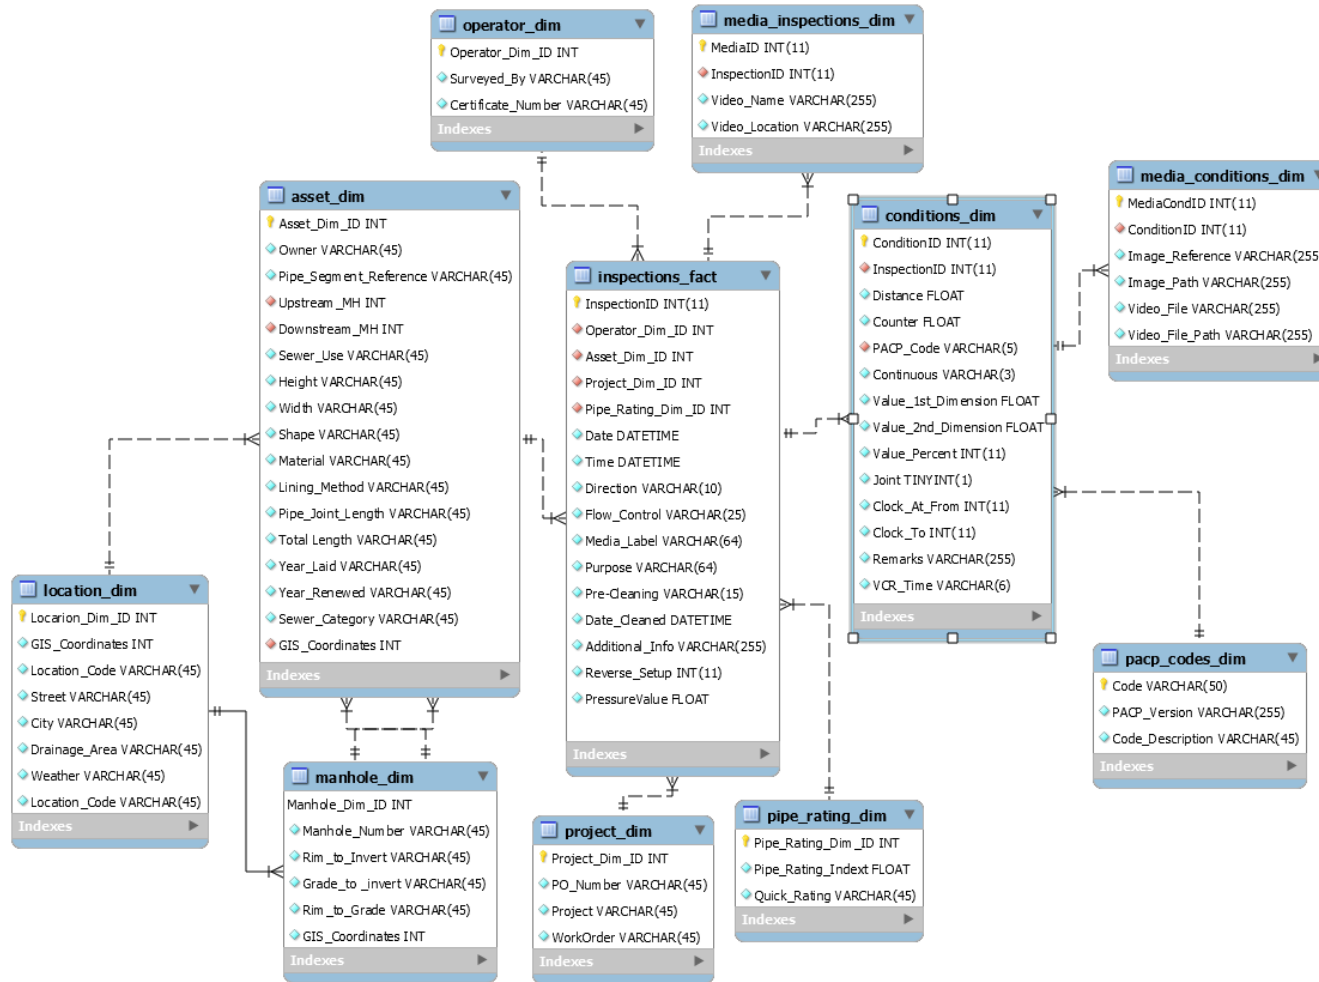 operator_dim
Operator_Dim_ID INT
Surveyed_By VARCHAR(45)
Certificate_Number VARCHAR(45)
Indexes
media_inspections_dim
MediaID INT(11)
InspectionID INT(11)
Video_Name VARCHAR(255)
Video_Location VARCHAR(255)
Indexes
asset_dim
Asset_Dim_ID INT
Owner VARCHAR(45)
Pipe_Segment_Reference VARCHAR(45)
Upstream_MH INT
Downstream_MH INT
Sewer_Use VARCHAR(45)
Height VARCHAR(45)
Width VARCHAR(45)
Shape VARCHAR(45)
Material VARCHAR(45)
Lining_Method VARCHAR(45)
Pipe_Joint_Length VARCHAR(45)
Total Length VARCHAR(45)
Year_Laid VARCHAR(45)
Year_Renewed VARCHAR(45)
Sewer_Category VARCHAR(45)
GIS_Coordinates INT
Indexes
inspections_fact
InspectionID INT(11)
Operator_Dim_ID INT
Asset_Dim_ID INT
Project_Dim_ID INT
Pipe_Rating_Dim_ID INT
Date DATETIME
Time DATETIME
Direction VARCHAR(10)
Flow_Control VARCHAR(25)
Media_Label VARCHAR(64)
Purpose VARCHAR(64)
Pre-Cleaning VARCHAR(15)
Date_Cleaned DATETIME
Additional_Info VARCHAR(255)
Reverse_Setup INT(11)
PressureValue FLOAT
Indexes
conditions_dim
ConditionID INT(11)
InspectionID INT(11)
Distance FLOAT
Counter FLOAT
PACP_Code VARCHAR(5)
Continuous VARCHAR(3)
Value_1st_Dimension FLOAT
Value_2nd_Dimension FLOAT
Value_Percent INT(11)
Joint TINYINT(1)
Clock_At_From INT(11)
Clock_To INT(11)
Remarks VARCHAR(255)
VCR_Time VARCHAR(6)
Indexes
media_conditions_dim
MediaCondID INT(11)
ConditionID INT(11)
Image_Reference VARCHAR(255
Image_Path VARCHAR(255)
Video_File VARCHAR(255)
Video_File_Path VARCHAR(255)
Indexes
location_dim
Locarion_Dim_ID INT
GIS_Coordinates INT
Location_Code VARCHAR(45)
Street VARCHAR(45)
City VARCHAR(45)
Drainage_Area VARCHAR(45)
Weather VARCHAR(45)
Location_Code VARCHAR(45)
Indexes
manhole_dim
Manhole_Dim_ID INT
Manhole_Number VARCHAR(45)
Rim_to_Invert VARCHAR(45)
Grade_to _invert VARCHAR(45)
Rim_to_Grade VARCHAR(45)
GIS_Coordinates INT
Indexes
project_dim
Project_Dim_ID INT
PO_Number VARCHAR(45)
Project VARCHAR(45)
WorkOrder VARCHAR(45)
Indexes
pipe_rating_dim
Pipe_Rating_Dim_ID INT
Pipe_Rating_Indext FLOAT
Quick_Rating VARCHAR(45)
Indexes
pacp_codes_dim
Code VARCHAR(50)
PACP_Version VARCHAR(255)
Code_Description VARCHAR(45)
Indexes